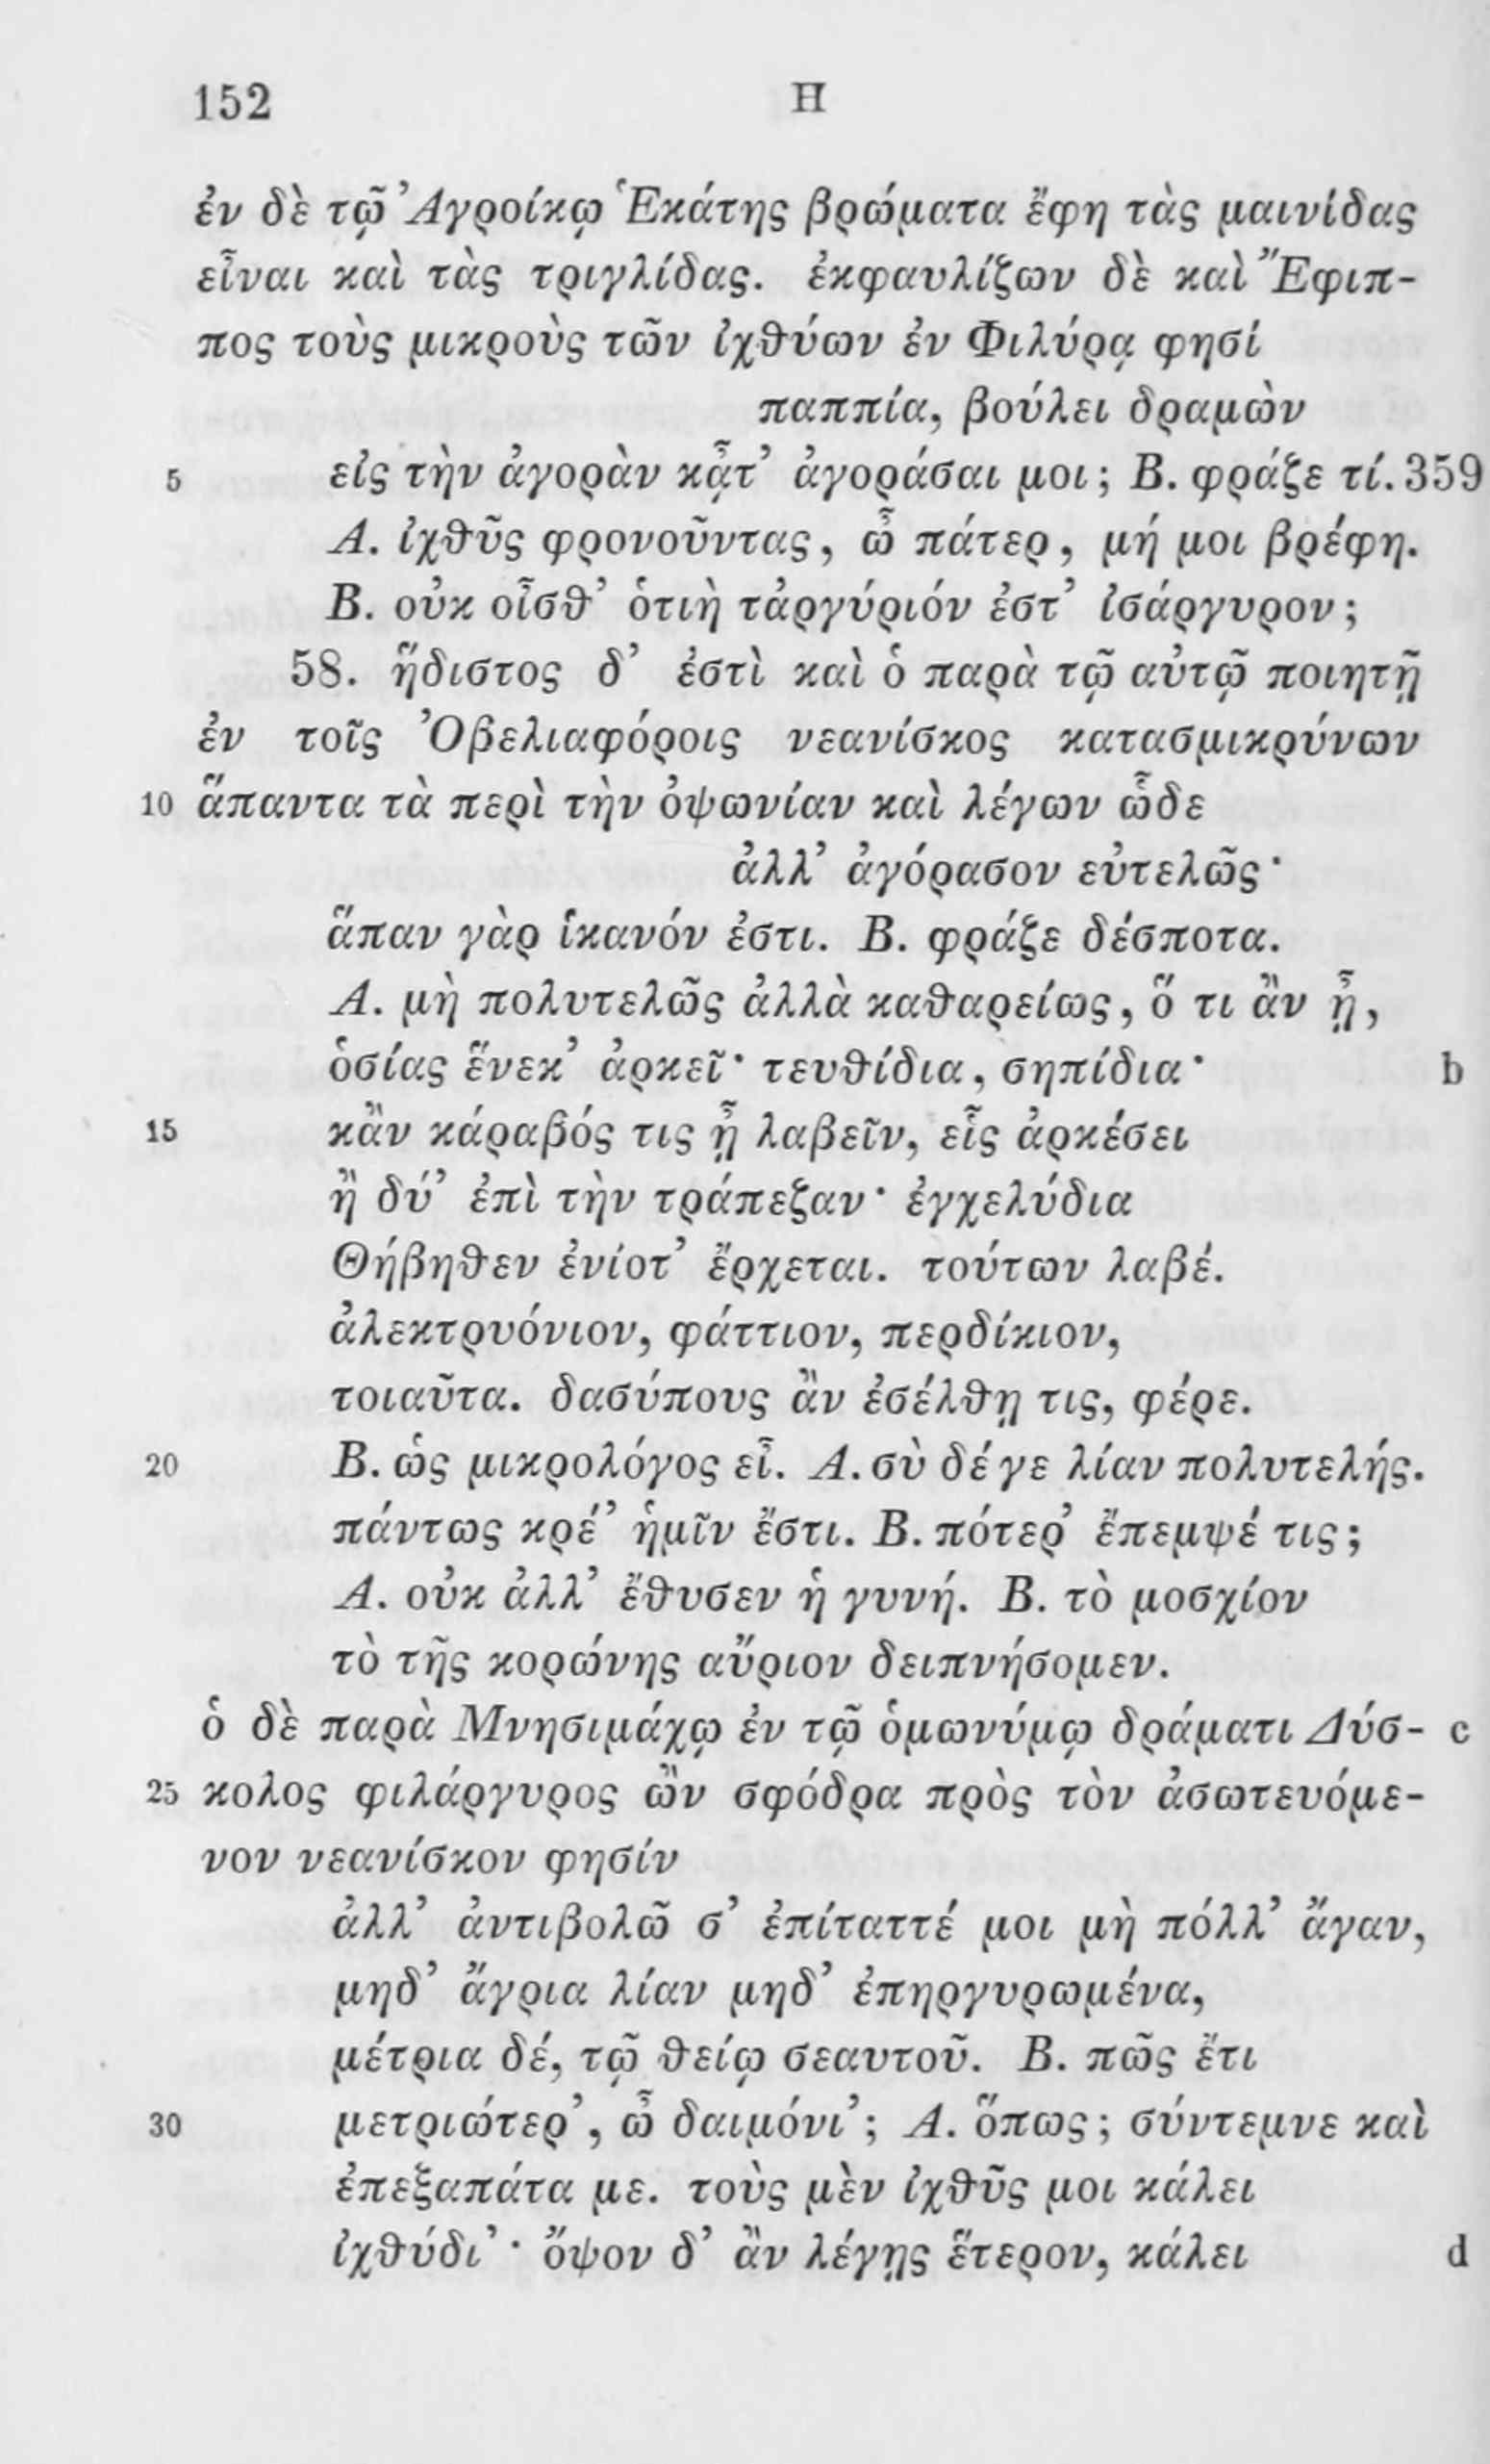 152 H
ἐν δὲ τῷ Ἀγροίκῳ Ἑκάτης βρώματα ἔφη τὰς μαινίδας
εἶναι καὶ τὰς τριγλίδας. ἐκφαυλίζων δὲ καὶ Ἔφιπ-
πος τοὺς μικροὺς τῶν ἰχθύων ἐν Φιλύρᾳ φησί
παππία, βούλει δραμὼν
5 εἰς τὴν ἀγορὰν κᾆτ’ ἀγοράσαι μοι; Β. φράζε τί. 359
Α. ἰχθῦς φρονοῦντας, ὦ πάτερ, μή μοι βρέφη.
Β. οὐκ οἶσθ’ ὁτιὴ τἀργύριόν ἐστ’ ἰσάργυρον;
58. ἥδιστος δ’ ἐστὶ καὶ ὁ παρὰ τῷ αὐτῷ ποιητῇ
ἐν τοῖς Ὀβελιαφόροις νεανίσκος κατασμικρύνων
10 ἅπαντα τὰ περὶ τὴν ὀψωνίαν καὶ λέγων ὧδε
ἀλλ’ ἀγόρασον εὐτελῶς·
ἅπαν γὰρ ἱκανόν ἐστι. Β. φράζε δέσποτα.
Α. μὴ πολυτελῶς ἀλλὰ καθαρείως, ὅ τι ἂν ᾖ,
ὁσίας ἕνεκ’ ἀρκεῖ· τευθίδια, σηπίδια· b
15 κἂν κάραβός τις ᾖ λαβεῖν, εἷς ἀρκέσει
ἢ δύ’ ἐπὶ τὴν τράπεζαν· ἐγχελύδια
Θήβηθεν ἐνίοτ’ ἔρχεται. τούτων λαβέ.
ἀλεκτρυόνιον, φάττιον, περδίκιον,
τοιαῦτα. δασύπους ἂν ἐσέλθῃ τις, φέρε.
20 Β. ὡς μικρολόγος εἶ. Α. σὺ δέ γε λίαν πολυτελής.
πάντως κρέ’ ἡμῖν ἔστι. Β. πότερ’ ἔπεμψέ τις;
Α. οὐκ ἀλλ’ ἔθυσεν ἡ γυνή. Β. τὸ μοσχίον
τὸ τῆς κορώνης αὔριον δειπνήσομεν.
ὁ δὲ παρὰ Μνησιμάχῳ ἐν τῷ ὁμωνύμῳ δράματι Δύσ- c
25 κολος φιλάργυρος ὢν σφόδρα πρὸς τὸν ἀσωτευόμε-
νον νεανίσκον φησίν
ἀλλ’ ἀντιβολῶ σ’ ἐπίταττέ μοι μὴ πόλλ’ ἄγαν,
μηδ’ ἄγρια λίαν μηδ’ ἐπηργυρωμένα,
μέτρια δέ, τῷ θείῳ σεαυτοῦ. Β. πῶς ἔτι
30 μετριώτερ’, ὦ δαιμόνι’; Α. ὅπως; σύντεμνε καὶ
ἐπεξαπάτα με. τοὺς μὲν ἰχθῦς μοι κάλει
ἰχθύδι’· ὄψον δ’ ἂν λέγῃς ἕτερον, κάλει d